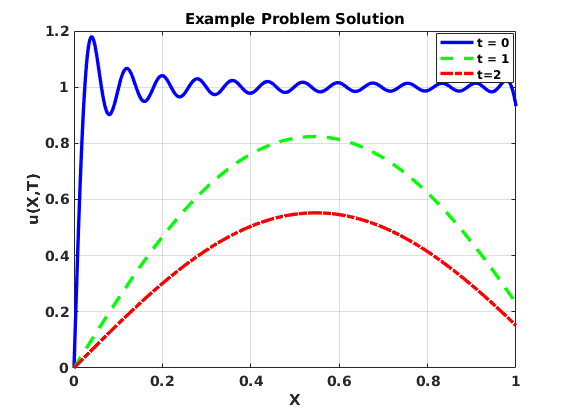 Example Problem Solution
t = 0
t = 1
t=2
u(X,T)
1.2
1
0.8
0.6
0.4
0.2
0
0 0.2 0.4 0.6 0.8 1
X